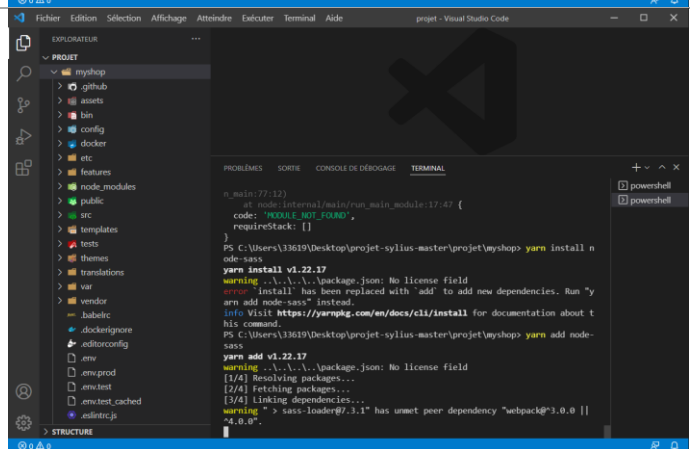 0 0
Fichier Edition Sélection Affichage Atteindre Exécuter Terminal Aide projet - Visual Studio Code
EXPLORATEUR
PROJET
myshop
.github
assets
bin
config
docker
etc
features
node_modules
public
src
templates
tests
themes
translations
var
vendor
.babelrc
.dockerignore
.editorconfig
.env
.env.prod
.env.test
.env.test_cached
.eslintrc.js
STRUCTURE
PROBLÈMES SORTIE CONSOLE DE DÉBOGAGE TERMINAL
powershell
powershell
n_main:77:12)
at node:internal/main/run_main_module:17:47 {
code: 'MODULE_NOT_FOUND',
requireStack: []
}
PS C:\Users\33619\Desktop\projet-sylius-master\projet\myshop> yarn install n
ode-sass
yarn install v1.22.17
warning ..\..\..\package.json: No license field
error `install` has been replaced with `add` to add new dependencies. Run "y
arn add node-sass" instead.
info Visit https://yarnpkg.com/en/docs/cli/install for documentation about t
his command.
PS C:\Users\33619\Desktop\projet-sylius-master\projet\myshop> yarn add node-
sass
yarn add v1.22.17
warning ..\..\..\package.json: No license field
[1/4] Resolving packages...
[2/4] Fetching packages...
[3/4] Linking dependencies...
warning " > sass-loader@7.3.1" has unmet peer dependency "webpack@^3.0.0 ||
^4.0.0".
0 0